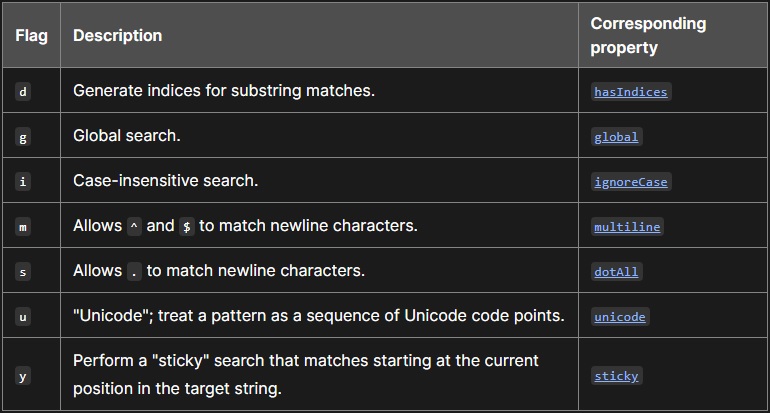 Flag Description Corresponding
property
d Generate indices for substring matches. hasIndices
g Global search. global
i Case-insensitive search. ignoreCase
m Allows ^ and $ to match newline characters. multiline
s Allows . to match newline characters. dotAll
u "Unicode"; treat a pattern as a sequence of Unicode code points. unicode
y Perform a "sticky" search that matches starting at the current
position in the target string. sticky